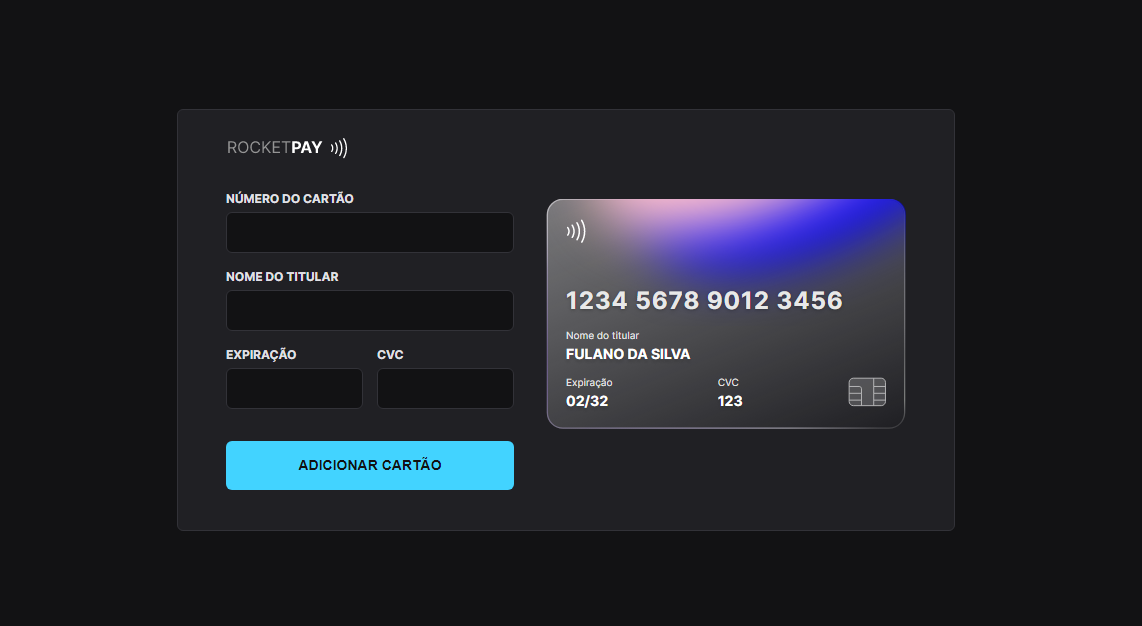 ROCKETPAY
NÚMERO DO CARTÃO
NOME DO TITULAR
EXPIRAÇÃO CVC
ADICIONAR CARTÃO
1234 5678 9012 3456
Nome do titular
FULANO DA SILVA
Expiração CVC
02/32 123